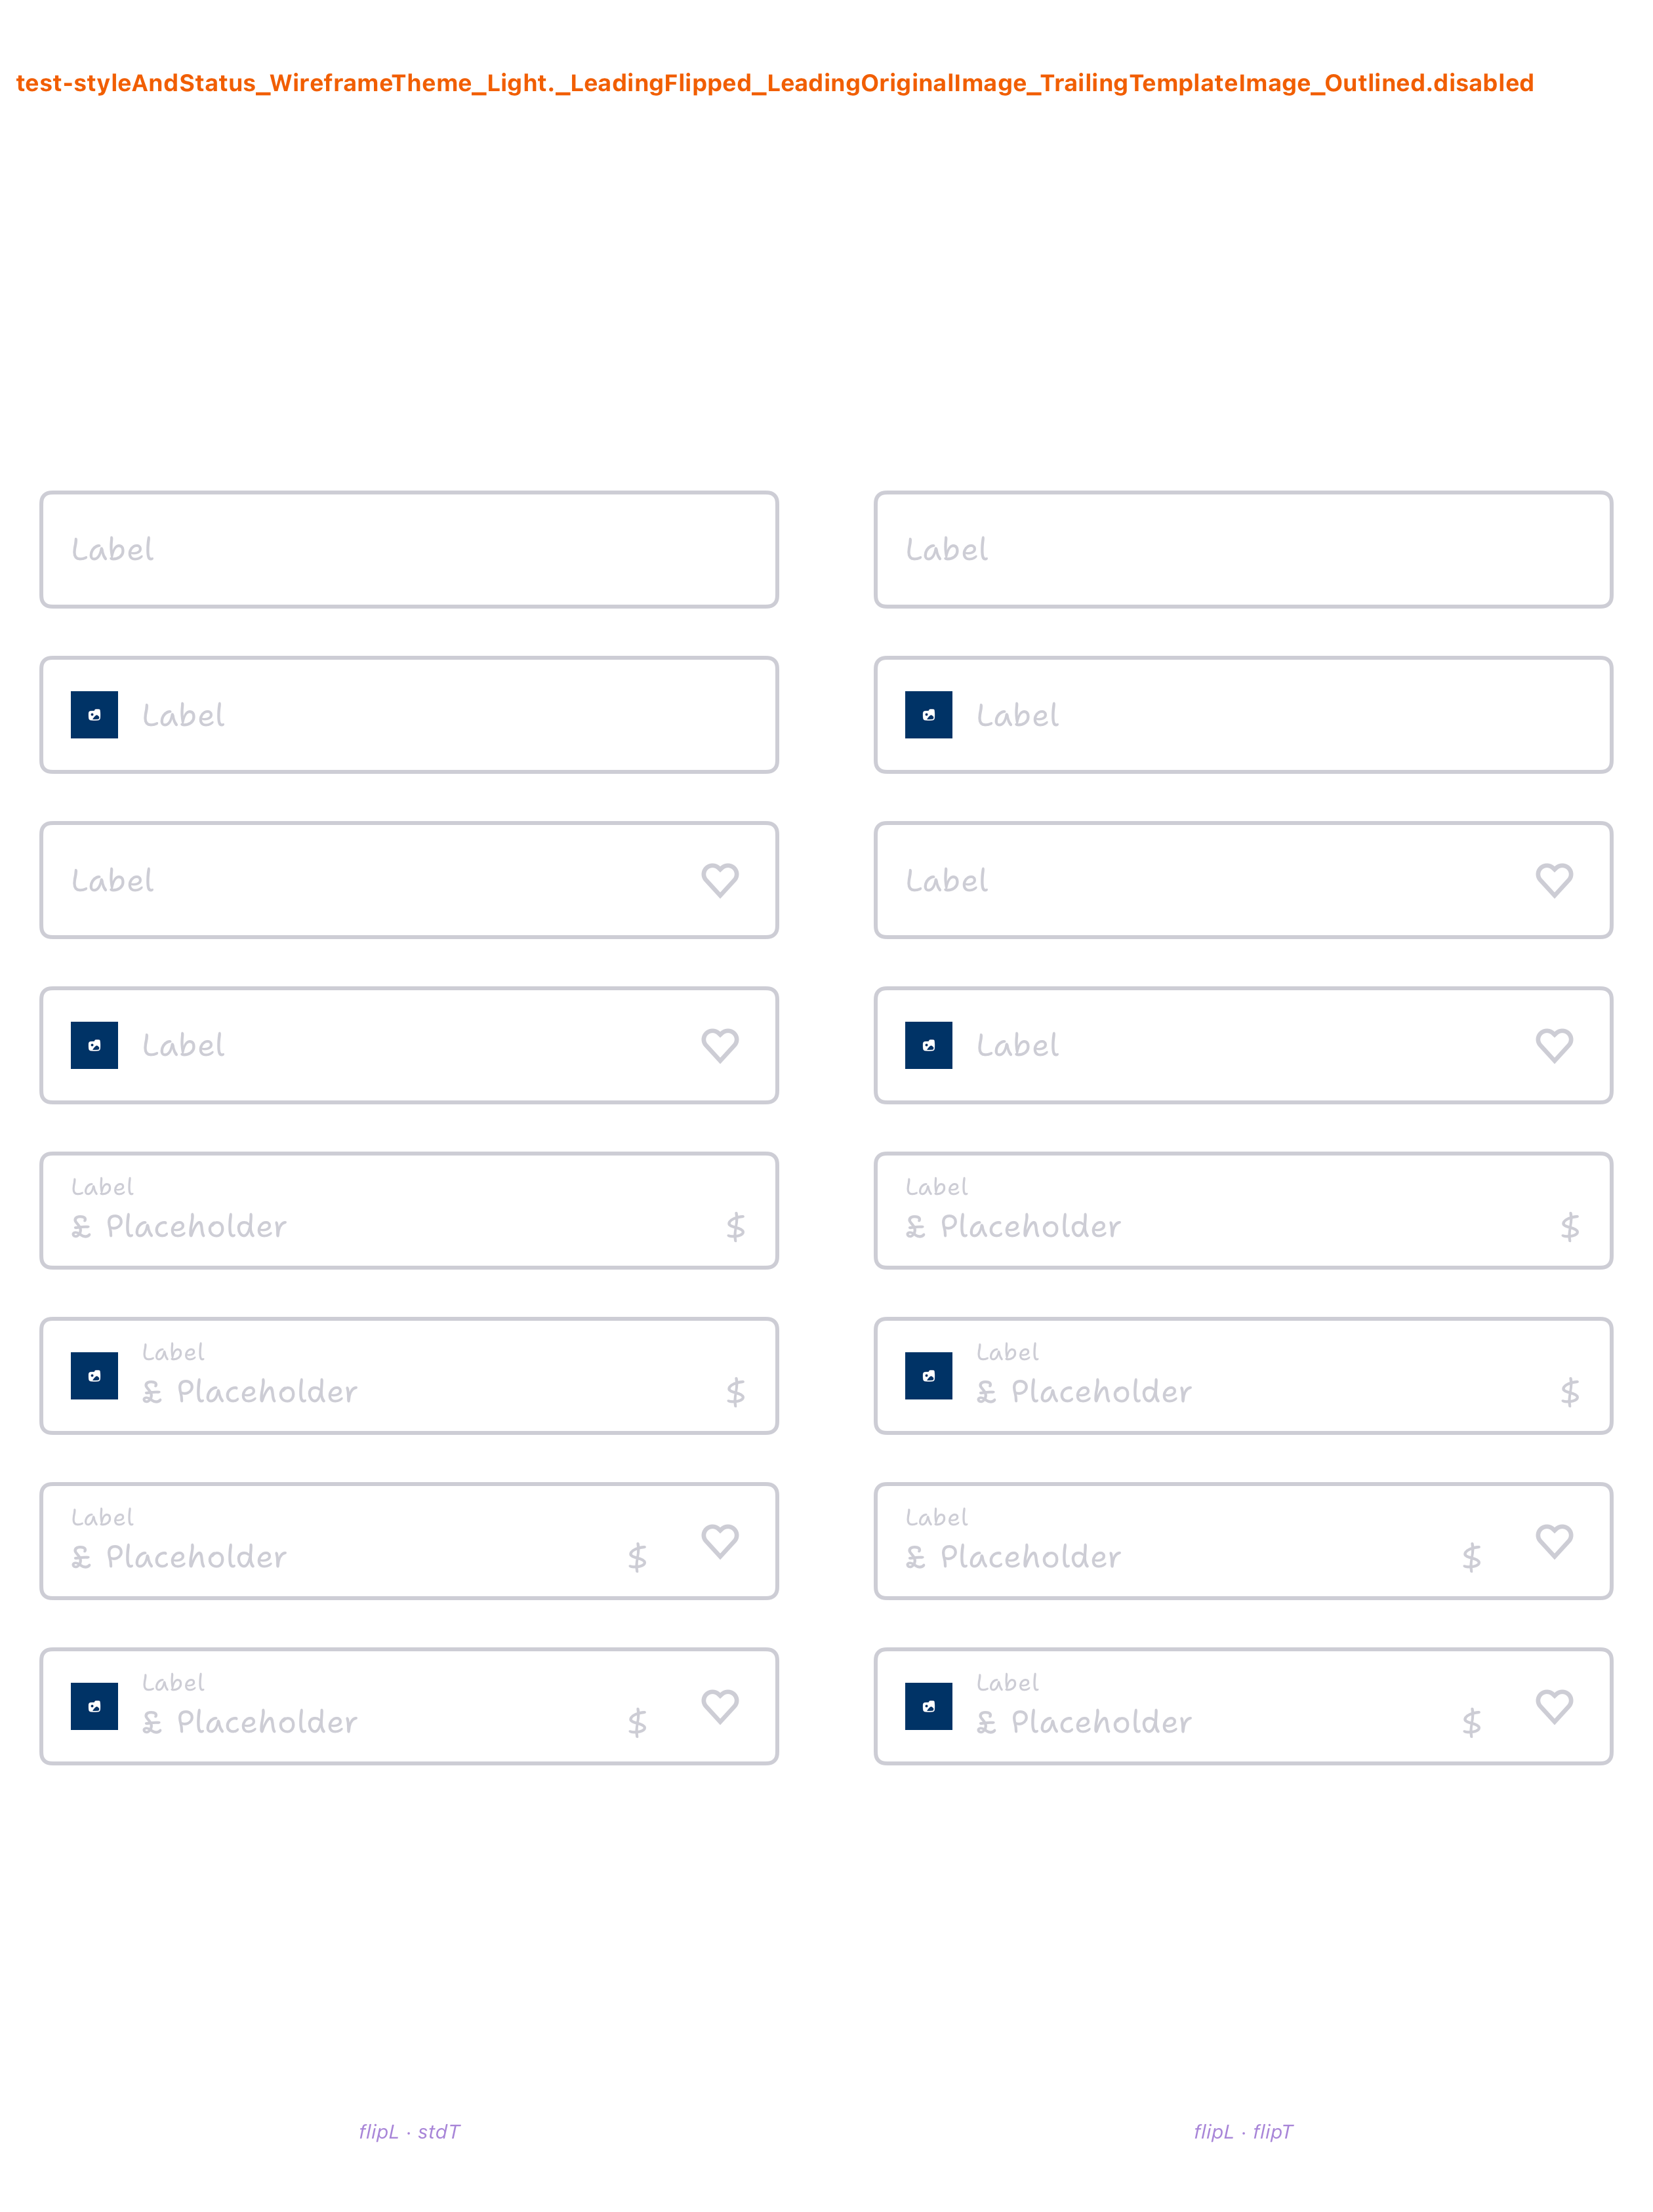 test-styleAndStatus_WireframeTheme_Light._LeadingFlipped_LeadingOriginalImage_TrailingTemplateImage_Outlined.disabled
Label
Label
Label
Label
Label
Label
Label
Label
Label
£ Placeholder $
Label
£ Placeholder $
Label
£ Placeholder $
Label
£ Placeholder $
Label
£ Placeholder $
Label
£ Placeholder $
Label
£ Placeholder $
Label
£ Placeholder $
flipL · stdT
flipL · flipT